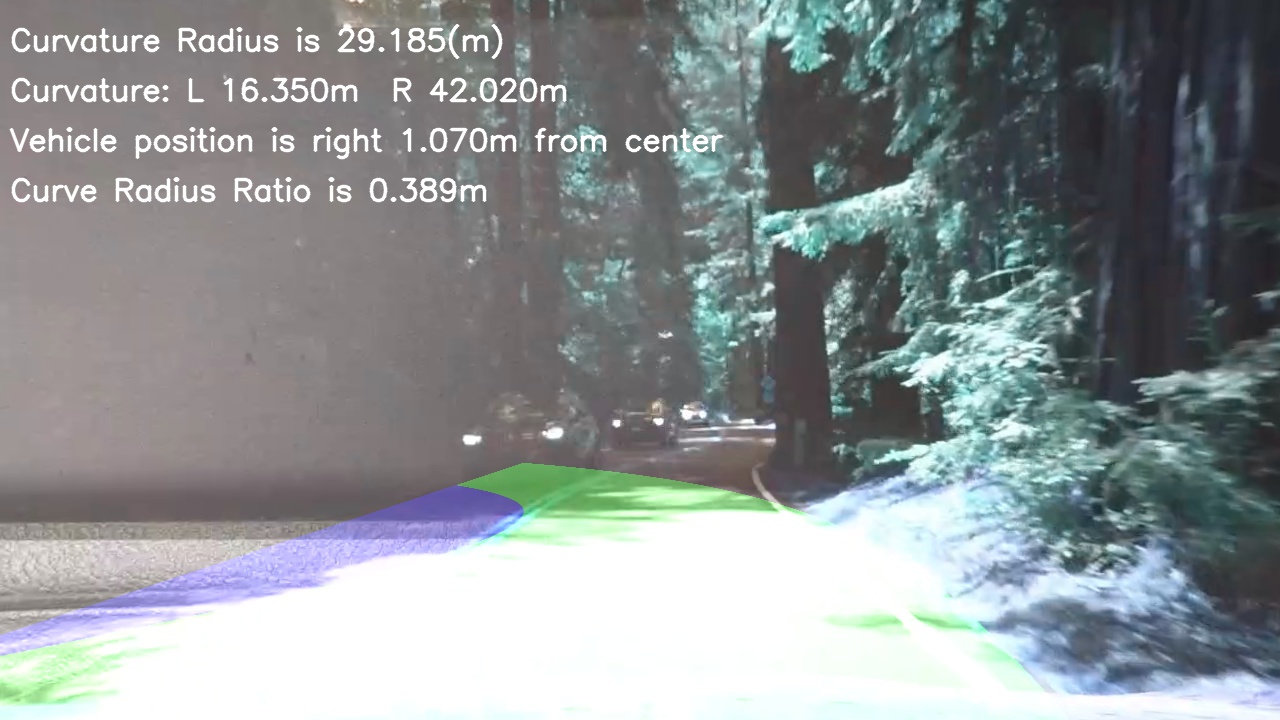 Curvature Radius is 29.185(m)
Curvature: L 16.350m R 42.020m
Vehicle position is right 1.070m from center
Curve Radius Ratio is 0.389m